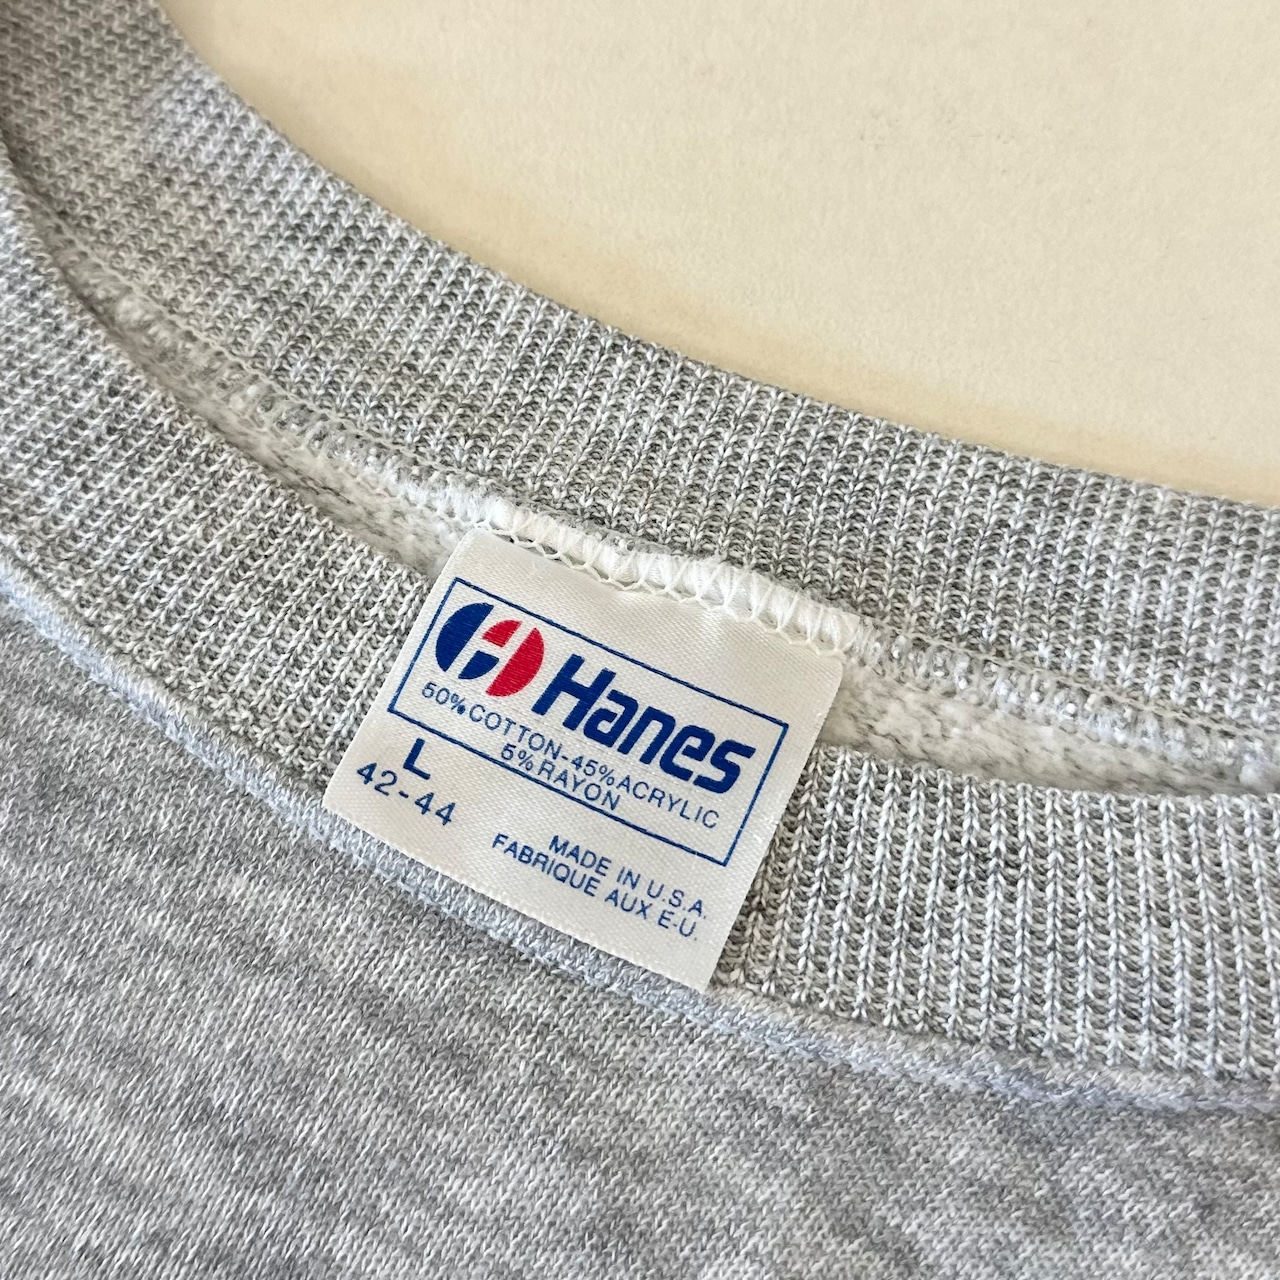 Hanes
50% COTTON-45% ACRYLIC
5% RAYON
L
42-44
MADE IN U.S.A.
FABRIQUE AUX E-U.